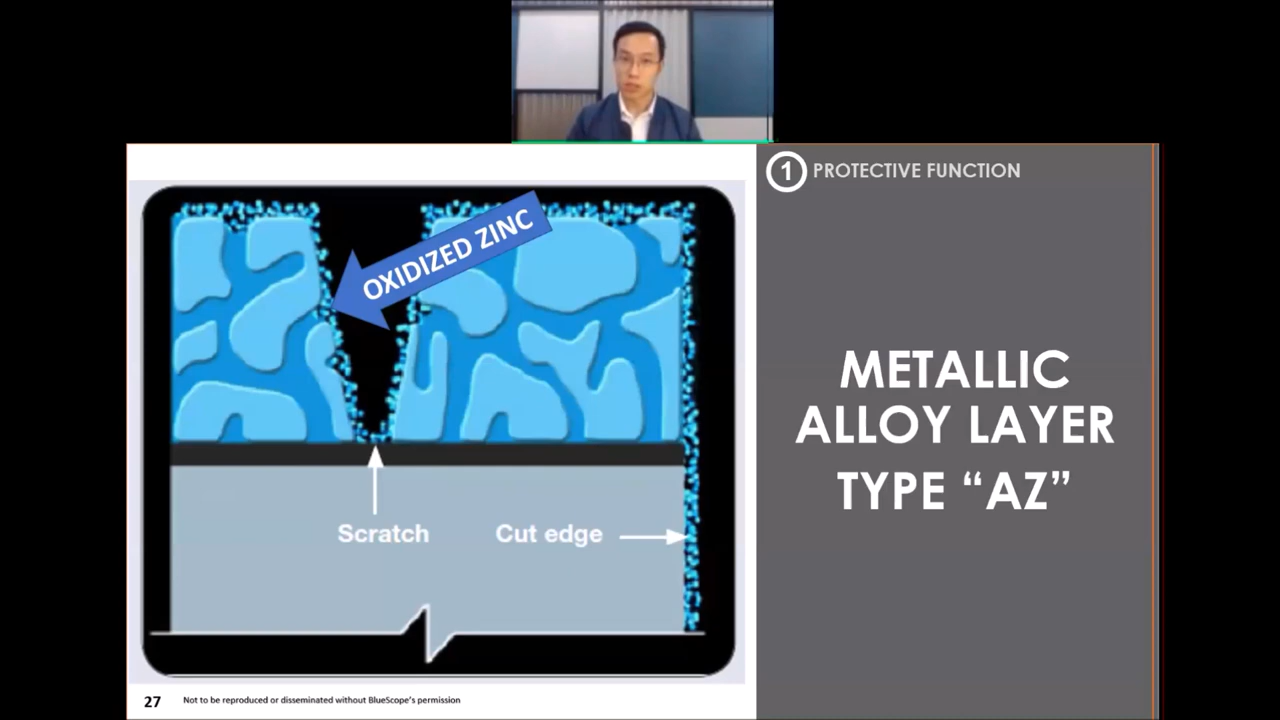 1 PROTECTIVE FUNCTION
OXIDIZED ZINC
Scratch
Cut edge
METALLIC
ALLOY LAYER
TYPE “AZ”
27
Not to be reproduced or disseminated without BlueScope's permission